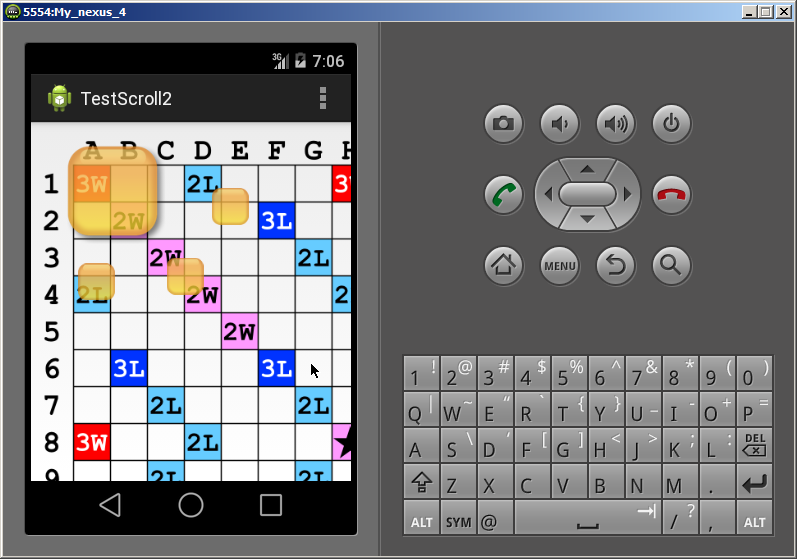 5554:My_nexus_4
3G 7:06
TestScroll2
A B C D E F G H
1 3W 2L 3W
2 2W 3L
3 2W 2L
4 2L 2W 2
5 2W
6 3L 3L
7 2L 2L
8 3W 2L
9 2L 2L
MENU
1 ! 2 @ 3 # 4 $ 5 % 6 ^ 7 & 8 * 9 ( 0 )
Q | W ~ E " R ` T { Y } U _ I - O + P =
A S \ D ' F [ G ] H < J > K ; L : DEL
Z X C V B N M .
ALT SYM @ / ? , ALT